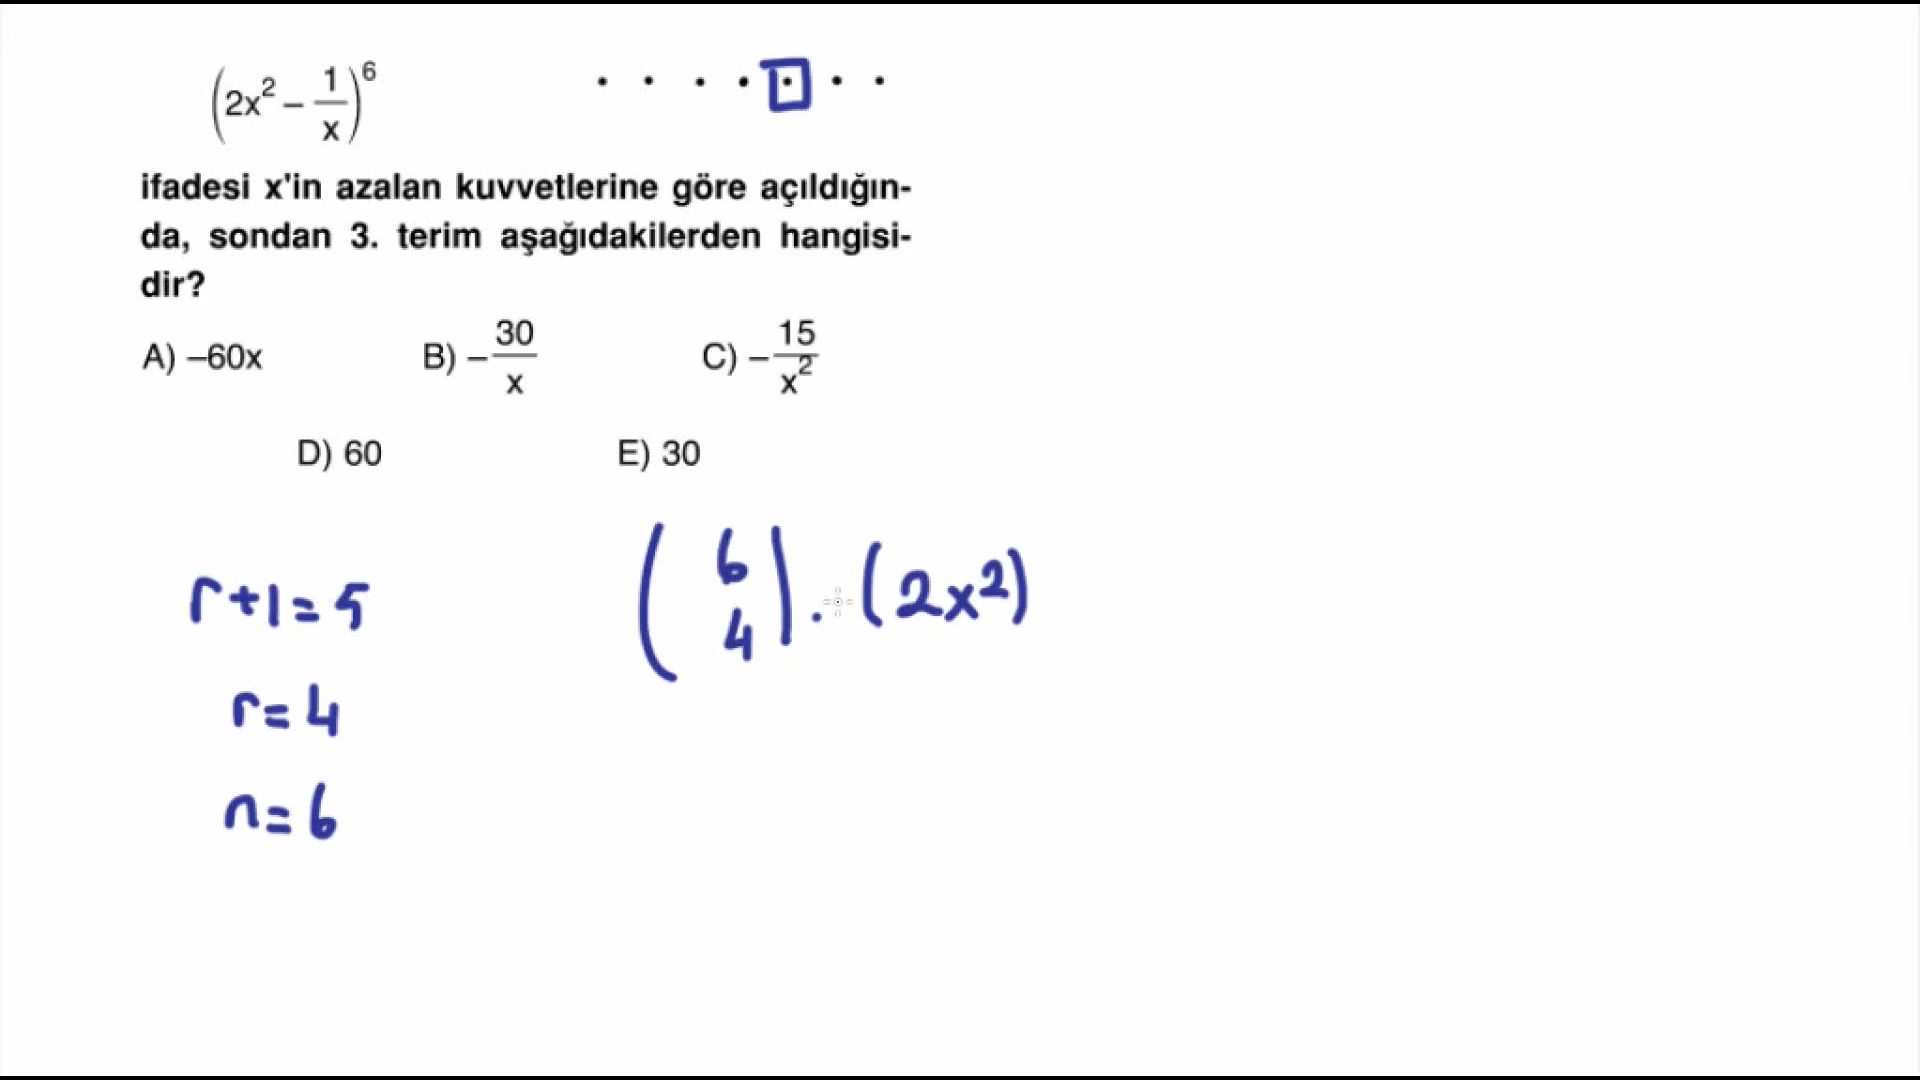 (2x² – 1/x)⁶
ifadesi x'in azalan kuvvetlerine göre açıldığın-
da, sondan 3. terim aşağıdakilerden hangisi-
dir?
A) –60x B) –30/x C) –15/x²
D) 60 E) 30
r+1=5
r=4
n=6
(6 4) . (2x²)